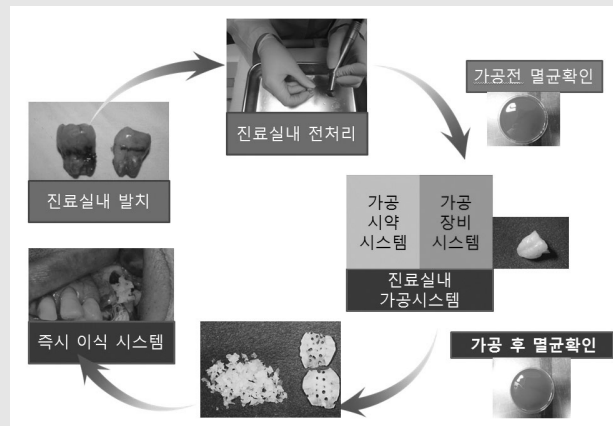 진료실내 발치
진료실내 전처리
가공전 멸균확인
가공
시약
시스템
가공
장비
시스템
진료실내
가공시스템
가공 후 멸균확인
즉시 이식 시스템